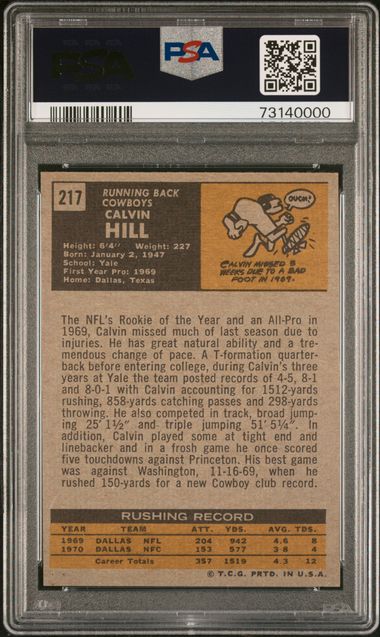 PSA
PSA
73140000
217
RUNNING BACK
COWBOYS
CALVIN
HILL
Height: 6'4" Weight: 227
Born: January 2, 1947
School: Yale
First Year Pro: 1969
Home: Dallas, Texas
OUCH!
CALVIN MISSED 5
WEEKS DUE TO A BAD
FOOT IN 1969.
The NFL's Rookie of the Year and an All-Pro in
1969, Calvin missed much of last season due to
injuries. He has great natural ability and a tre-
mendous change of pace. A T-formation quarter-
back before entering college, during Calvin's three
years at Yale the team posted records of 4-5, 8-1
and 8-0-1 with Calvin accounting for 1512-yards
rushing, 858-yards catching passes and 298-yards
throwing. He also competed in track, broad jump-
ing 25' 1½" and triple jumping 51' 5¼". In
addition, Calvin played some at tight end and
linebacker and in a frosh game he once scored
five touchdowns against Princeton. His best game
was against Washington, 11-16-69, when he
rushed 150-yards for a new Cowboy club record.
RUSHING RECORD
YEAR TEAM ATT. YDS. AVG. TDS.
1969 DALLAS NFL 204 942 4.6 8
1970 DALLAS NFC 153 577 3.8 4
Career Totals 357 1519 4.3 12
© T.C.G. PRTD. IN U.S.A.